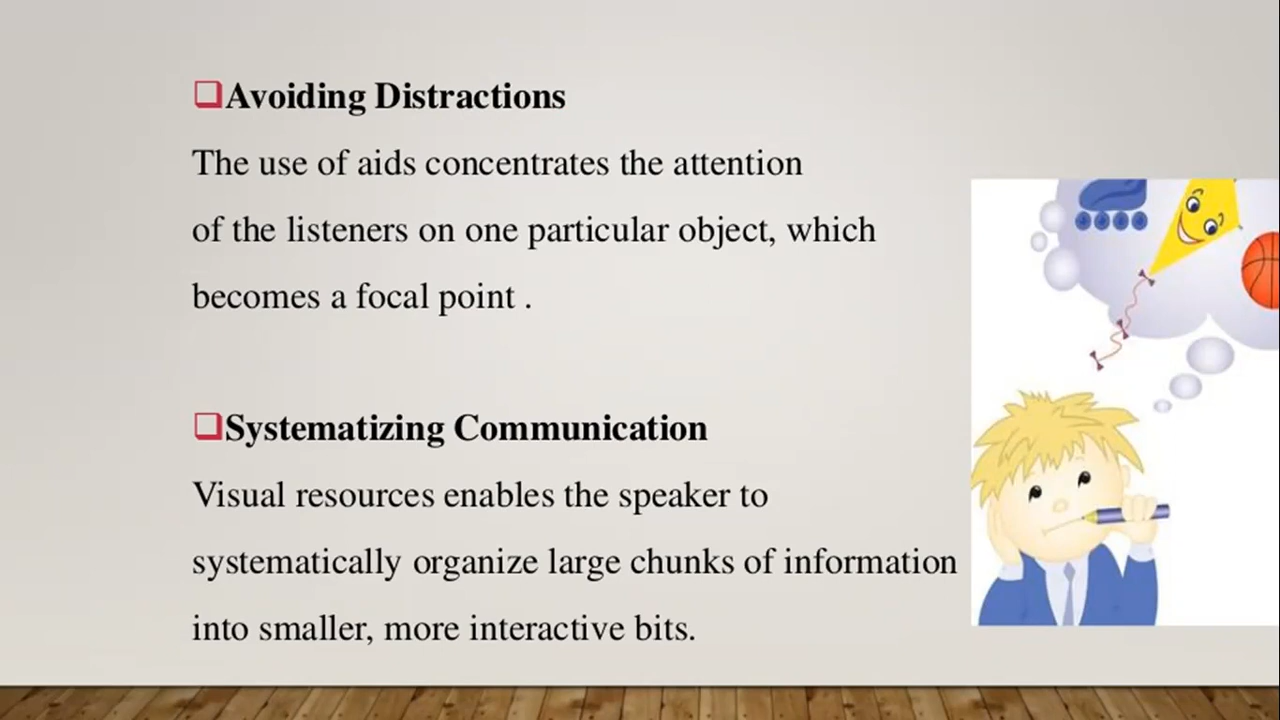 Avoiding Distractions
The use of aids concentrates the attention
of the listeners on one particular object, which
becomes a focal point .
Systematizing Communication
Visual resources enables the speaker to
systematically organize large chunks of information
into smaller, more interactive bits.